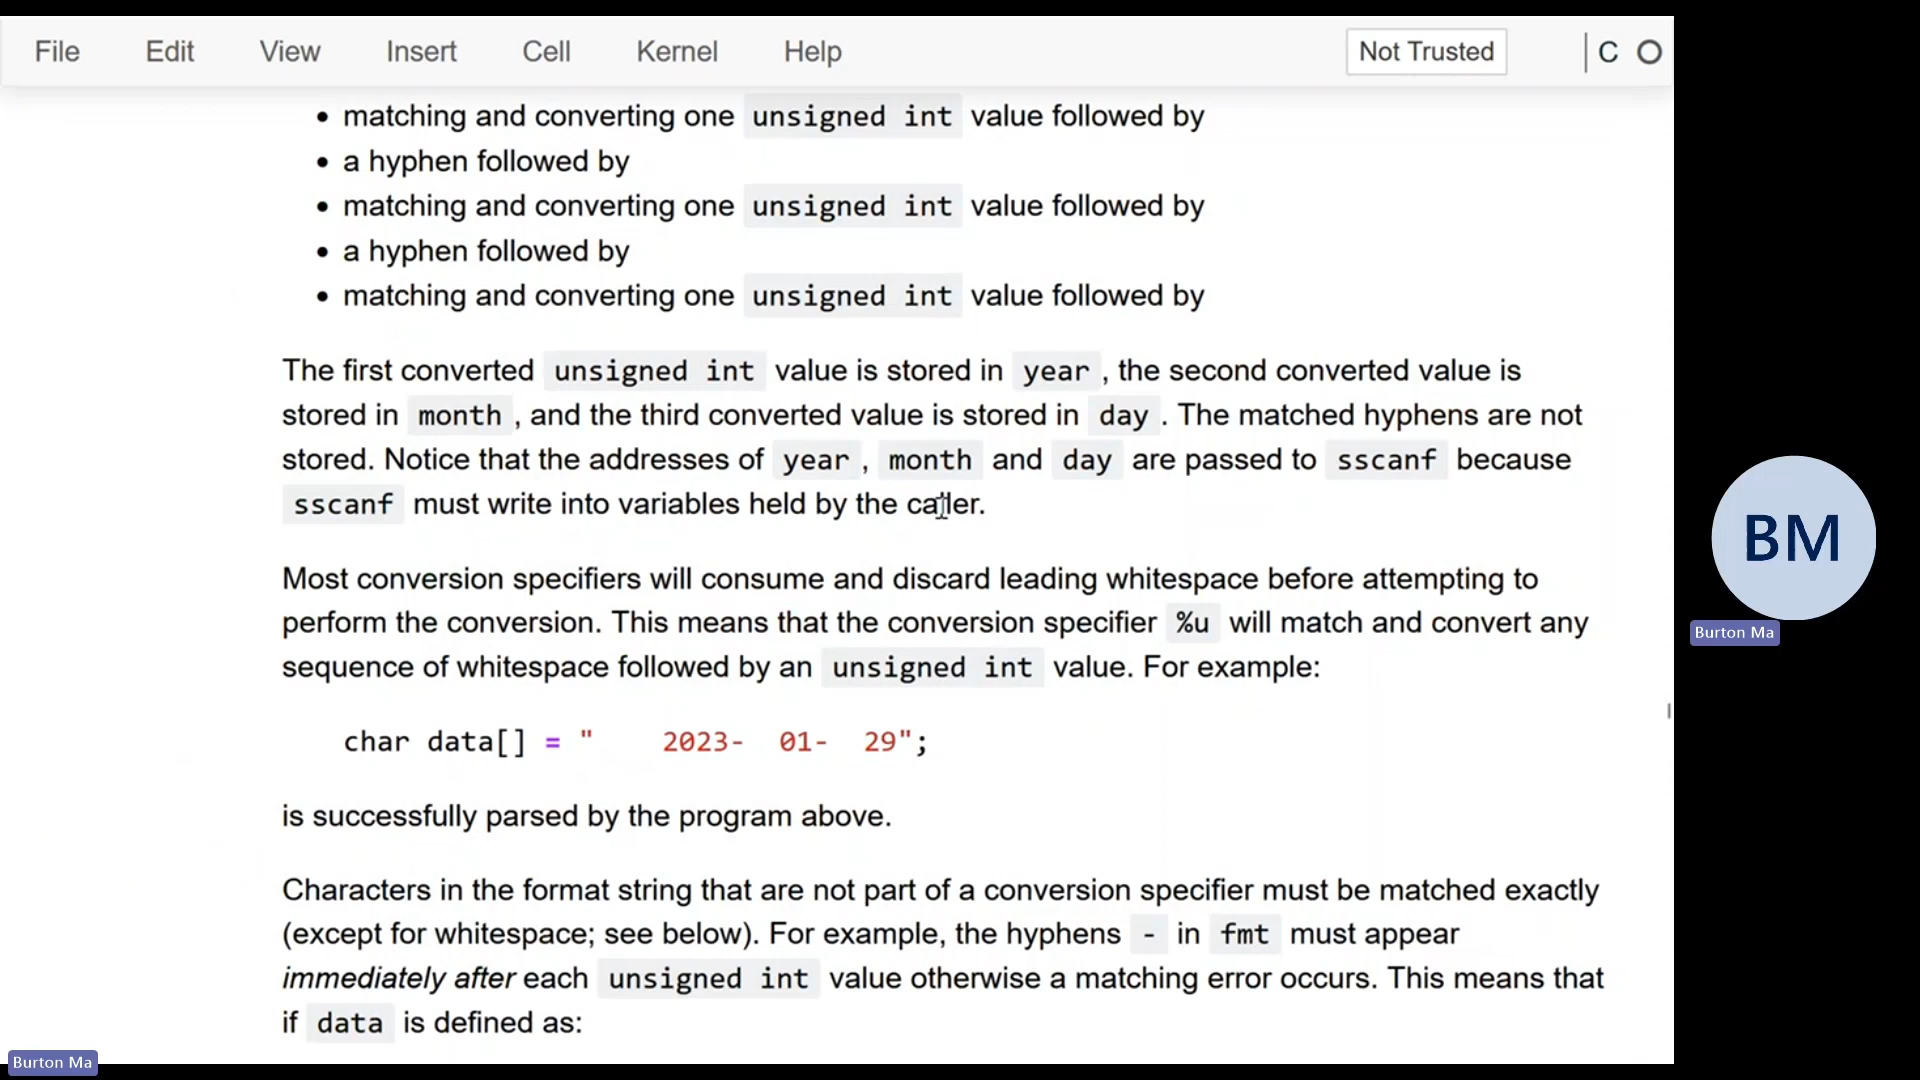 File Edit View Insert Cell Kernel Help Not Trusted C
• matching and converting one unsigned int value followed by
• a hyphen followed by
• matching and converting one unsigned int value followed by
• a hyphen followed by
• matching and converting one unsigned int value followed by
The first converted unsigned int value is stored in year , the second converted value is
stored in month , and the third converted value is stored in day . The matched hyphens are not
stored. Notice that the addresses of year , month and day are passed to sscanf because
sscanf must write into variables held by the caller.
Most conversion specifiers will consume and discard leading whitespace before attempting to
perform the conversion. This means that the conversion specifier %u will match and convert any
sequence of whitespace followed by an unsigned int value. For example:
char data[] = "    2023-  01-  29";
is successfully parsed by the program above.
Characters in the format string that are not part of a conversion specifier must be matched exactly
(except for whitespace; see below). For example, the hyphens - in fmt must appear
immediately after each unsigned int value otherwise a matching error occurs. This means that
if data is defined as:
BM
Burton Ma
Burton Ma